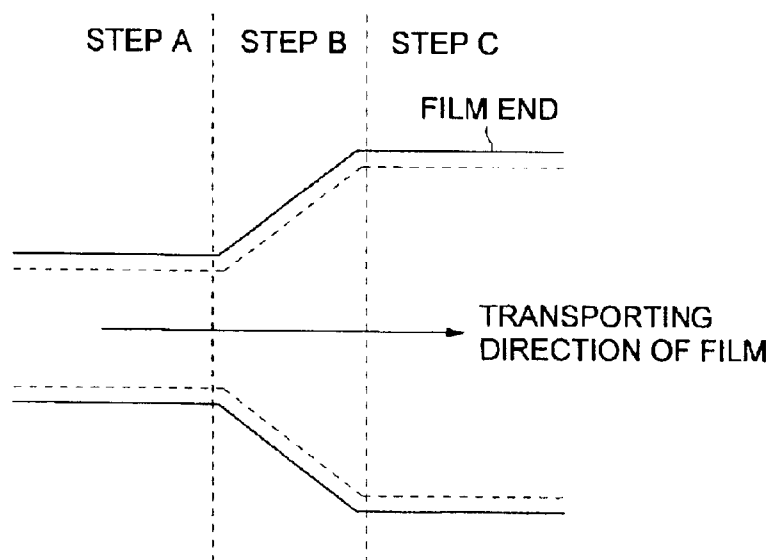 STEP A
STEP B
STEP C
FILM END
TRANSPORTING
DIRECTION OF FILM